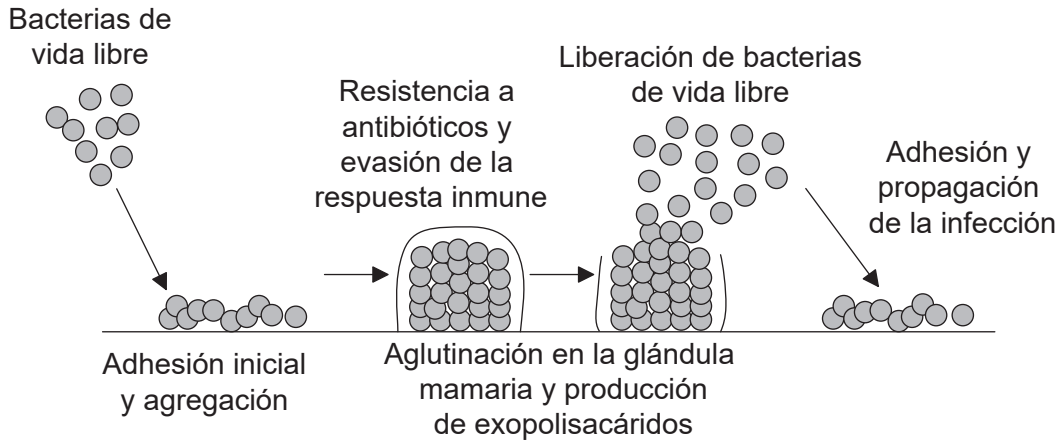 Bacterias de
vida libre
Resistencia a
antibióticos y
evasión de la
respuesta inmune
Liberación de bacterias
de vida libre
Adhesión y
propagación
de la infección
Adhesión inicial
y agregación
Aglutinación en la glándula
mamaria y producción
de exopolisacáridos